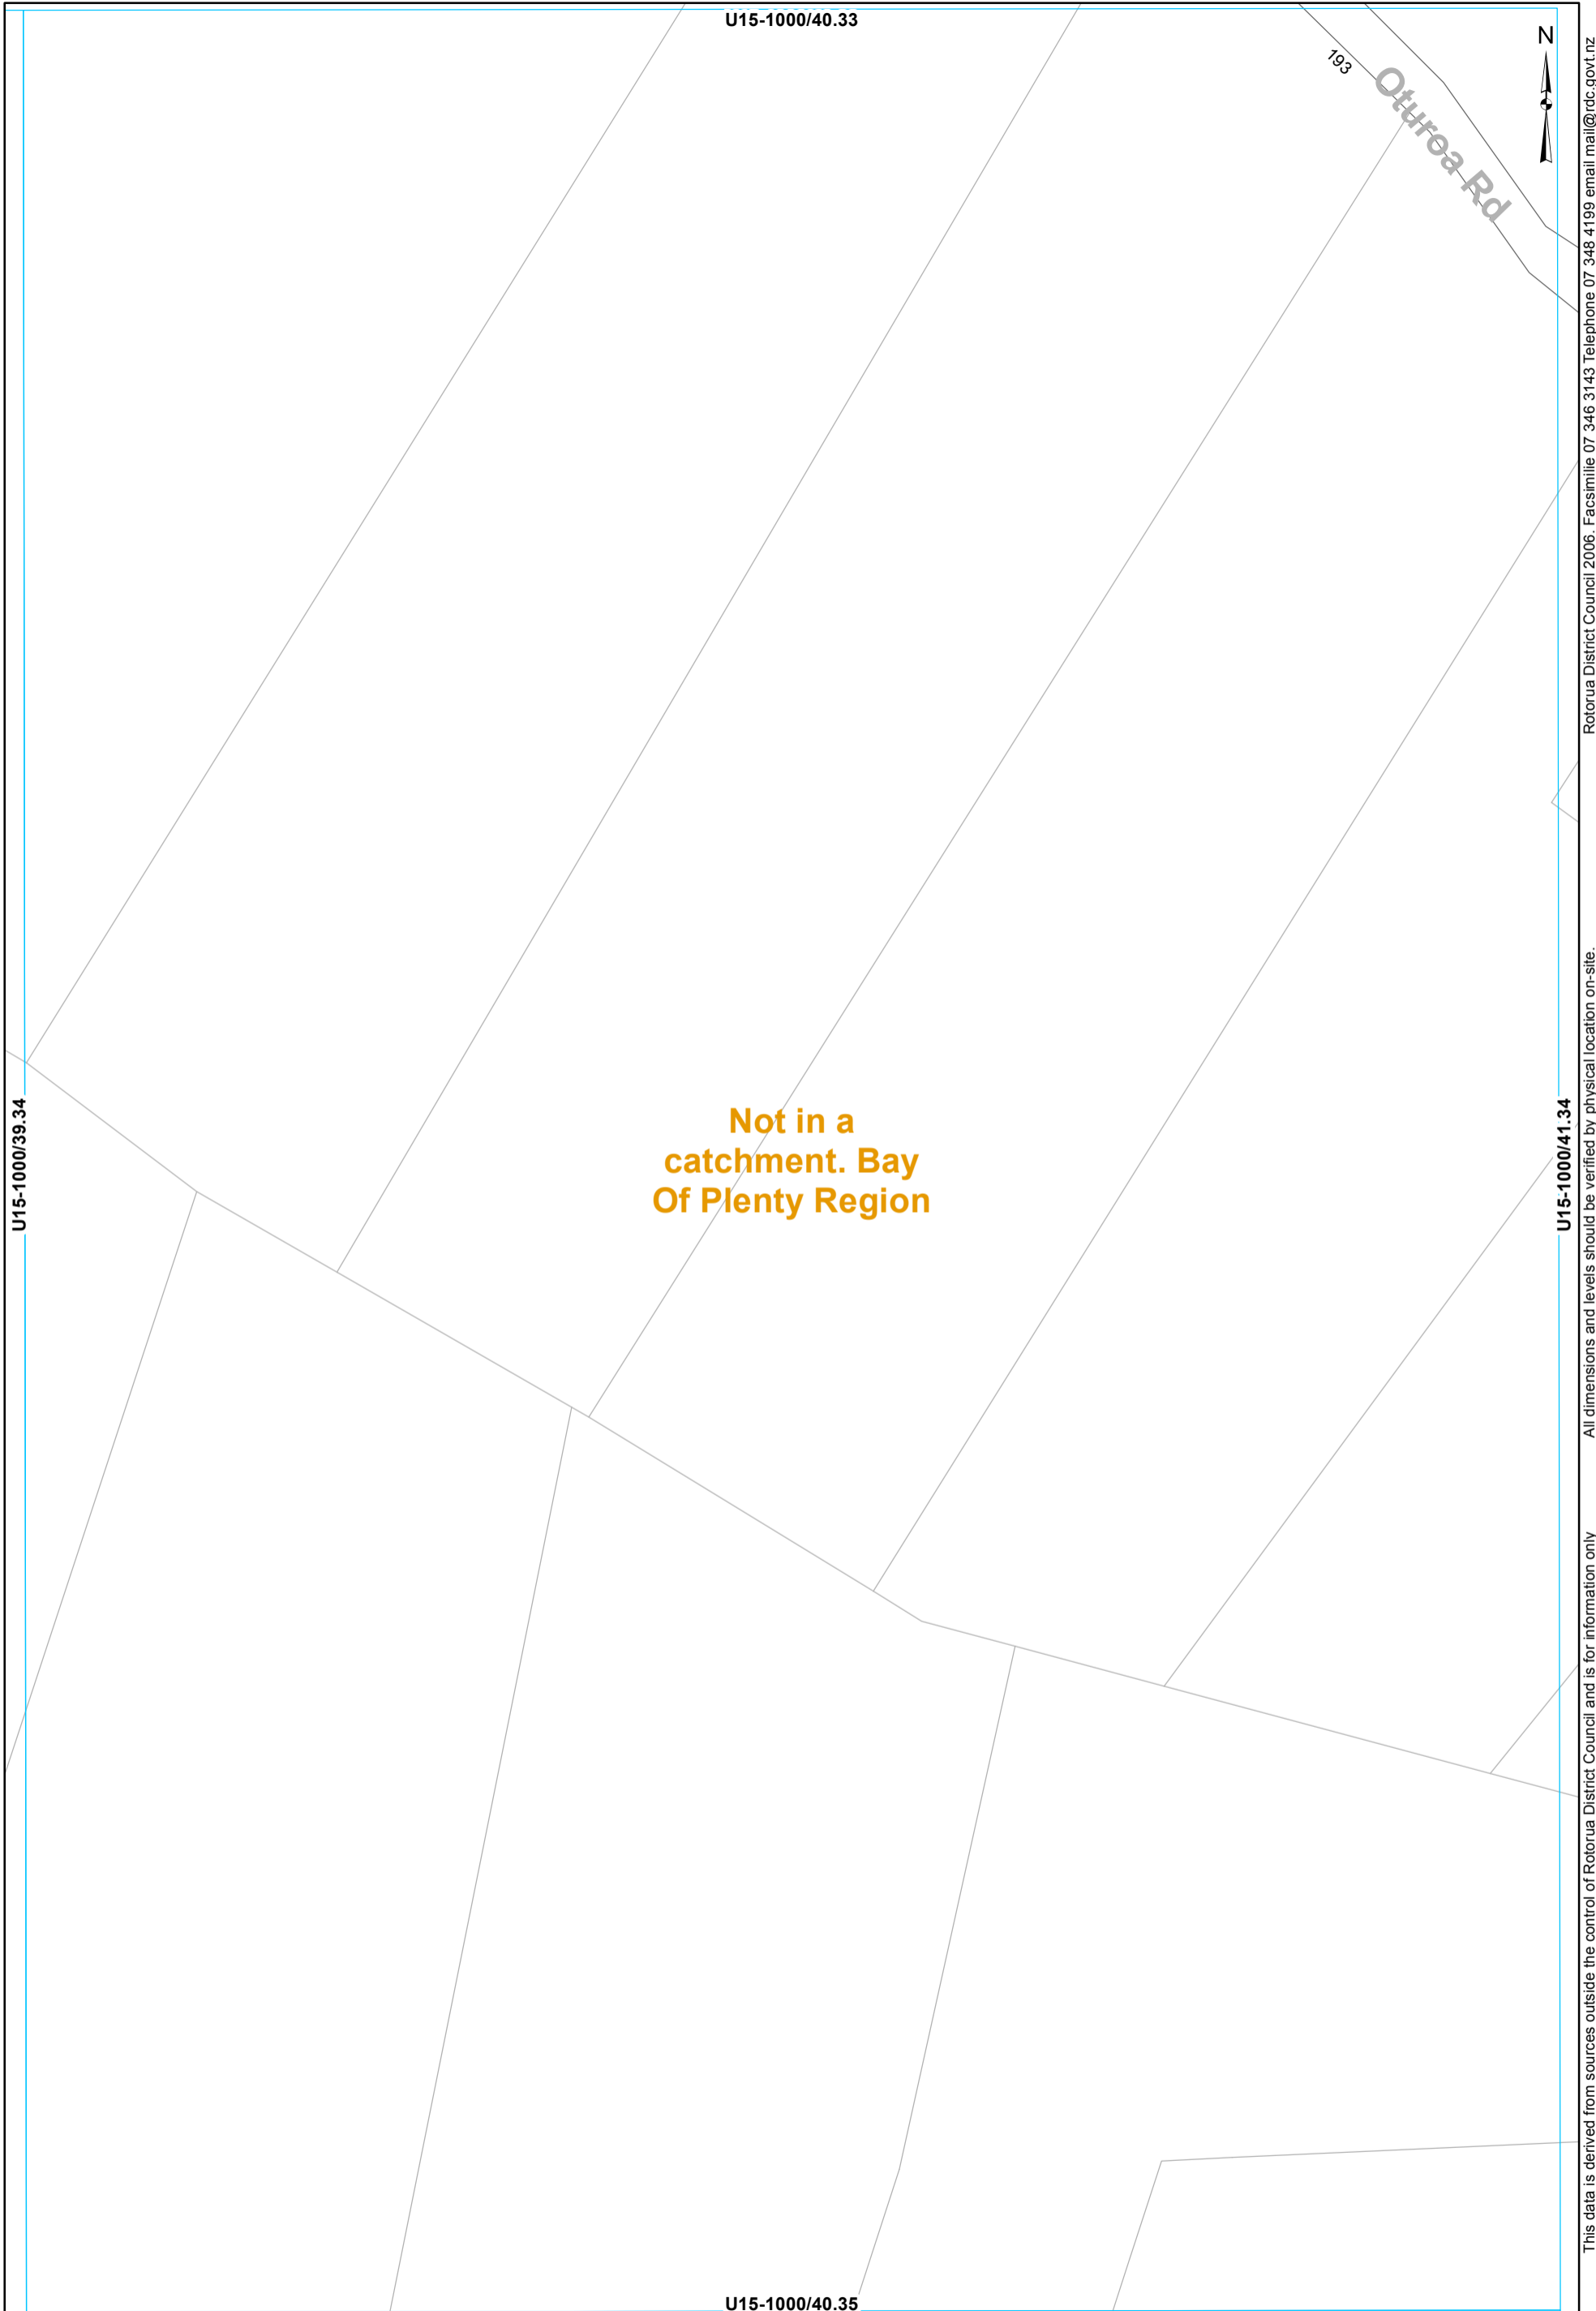 U15-1000/40.33
N
193
Oturoa Rd
U15-1000/39.34
Not in a
catchment. Bay
Of Plenty Region
U15-1000/41.34
U15-1000/40.35
This data is derived from sources outside the control of Rotorua District Council and is for information only
All dimensions and levels should be verified by physical location on-site.
Rotorua District Council 2006. Facsimilie 07 346 3143 Telephone 07 348 4199 email mail@rdc.govt.nz